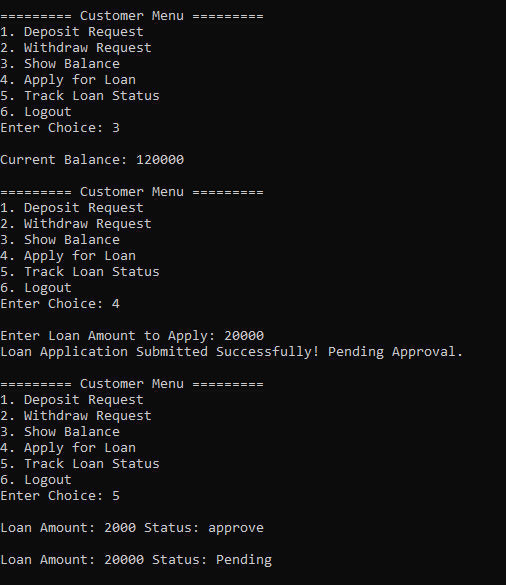 ========= Customer Menu =========
1. Deposit Request
2. Withdraw Request
3. Show Balance
4. Apply for Loan
5. Track Loan Status
6. Logout
Enter Choice: 3
Current Balance: 120000
========= Customer Menu =========
1. Deposit Request
2. Withdraw Request
3. Show Balance
4. Apply for Loan
5. Track Loan Status
6. Logout
Enter Choice: 4
Enter Loan Amount to Apply: 20000
Loan Application Submitted Successfully! Pending Approval.
========= Customer Menu =========
1. Deposit Request
2. Withdraw Request
3. Show Balance
4. Apply for Loan
5. Track Loan Status
6. Logout
Enter Choice: 5
Loan Amount: 2000 Status: approve
Loan Amount: 20000 Status: Pending